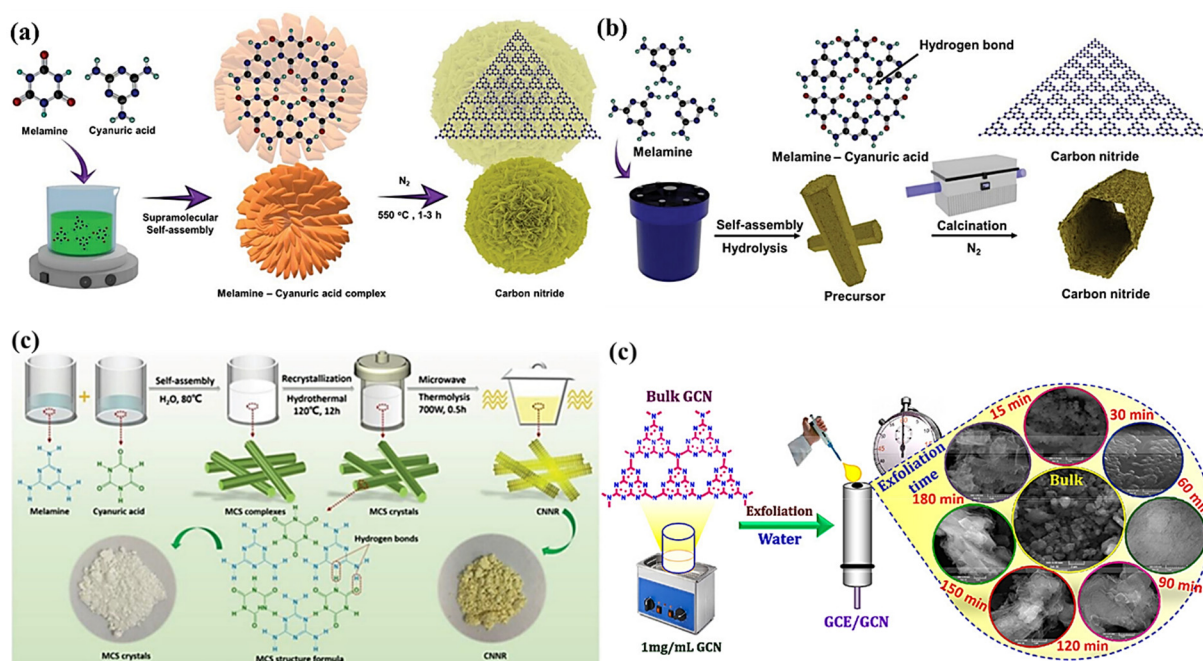 (a)
Melamine
Cyanuric acid
Supramolecular
Self-assembly
Melamine – Cyanuric acid complex
N₂
550 ºC , 1-3 h
Carbon nitride
(b)
Melamine
Hydrogen bond
Melamine – Cyanuric acid
Carbon nitride
Self-assembly
Hydrolysis
Precursor
Calcination
N₂
Carbon nitride
(c)
+
Self-assembly
H₂O, 80℃
Recrystallization
Hydrothermal
120℃, 12h
Microwave
Thermolysis
700W, 0.5h
Melamine
Cyanuric acid
MCS complexes
MCS crystals
CNNR
Hydrogen bonds
MCS crystals
MCS structure formula
CNNR
(c)
Bulk GCN
1mg/mL GCN
Exfoliation
Water
GCE/GCN
Exfoliation
time
Bulk
15 min
30 min
60 min
90 min
120 min
150 min
180 min